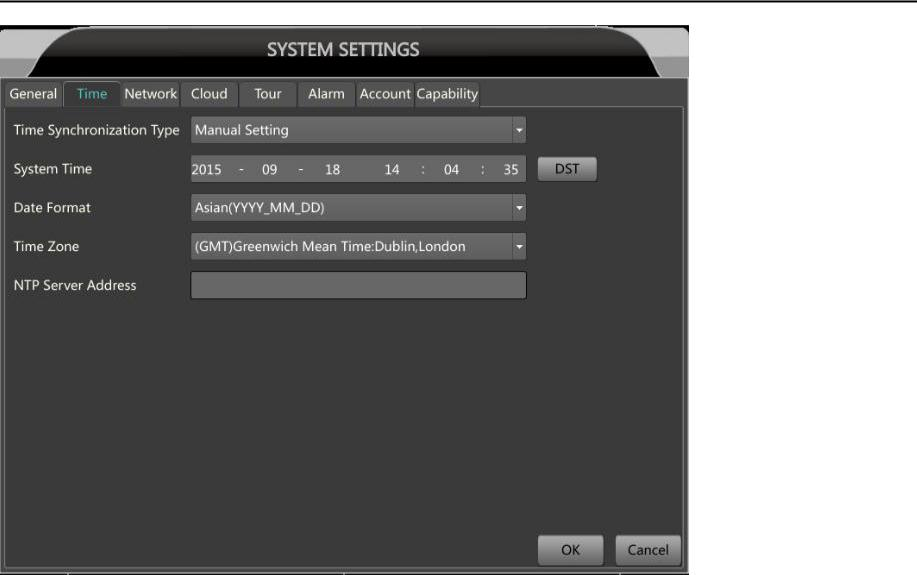 SYSTEM SETTINGS
General Time Network Cloud Tour Alarm Account Capability
Time Synchronization Type Manual Setting
System Time 2015 - 09 - 18 14 : 04 : 35 DST
Date Format Asian(YYYY_MM_DD)
Time Zone (GMT)Greenwich Mean Time:Dublin,London
NTP Server Address
OK Cancel